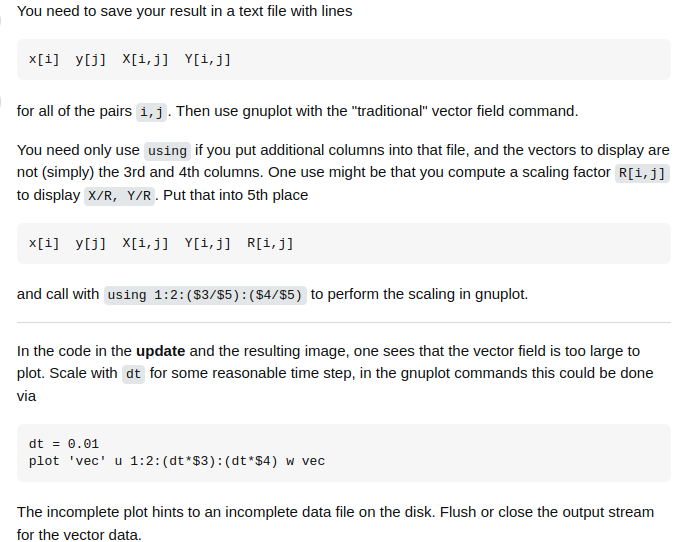 You need to save your result in a text file with lines
x[i]  y[j]  X[i,j]  Y[i,j]
for all of the pairs i,j. Then use gnuplot with the "traditional" vector field command.
You need only use using if you put additional columns into that file, and the vectors to display are
not (simply) the 3rd and 4th columns. One use might be that you compute a scaling factor R[i,j]
to display X/R, Y/R. Put that into 5th place
x[i]  y[j]  X[i,j]  Y[i,j]  R[i,j]
and call with using 1:2:($3/$5):($4/$5) to perform the scaling in gnuplot.
In the code in the update and the resulting image, one sees that the vector field is too large to
plot. Scale with dt for some reasonable time step, in the gnuplot commands this could be done
via
dt = 0.01
plot 'vec' u 1:2:(dt*$3):(dt*$4) w vec
The incomplete plot hints to an incomplete data file on the disk. Flush or close the output stream
for the vector data.